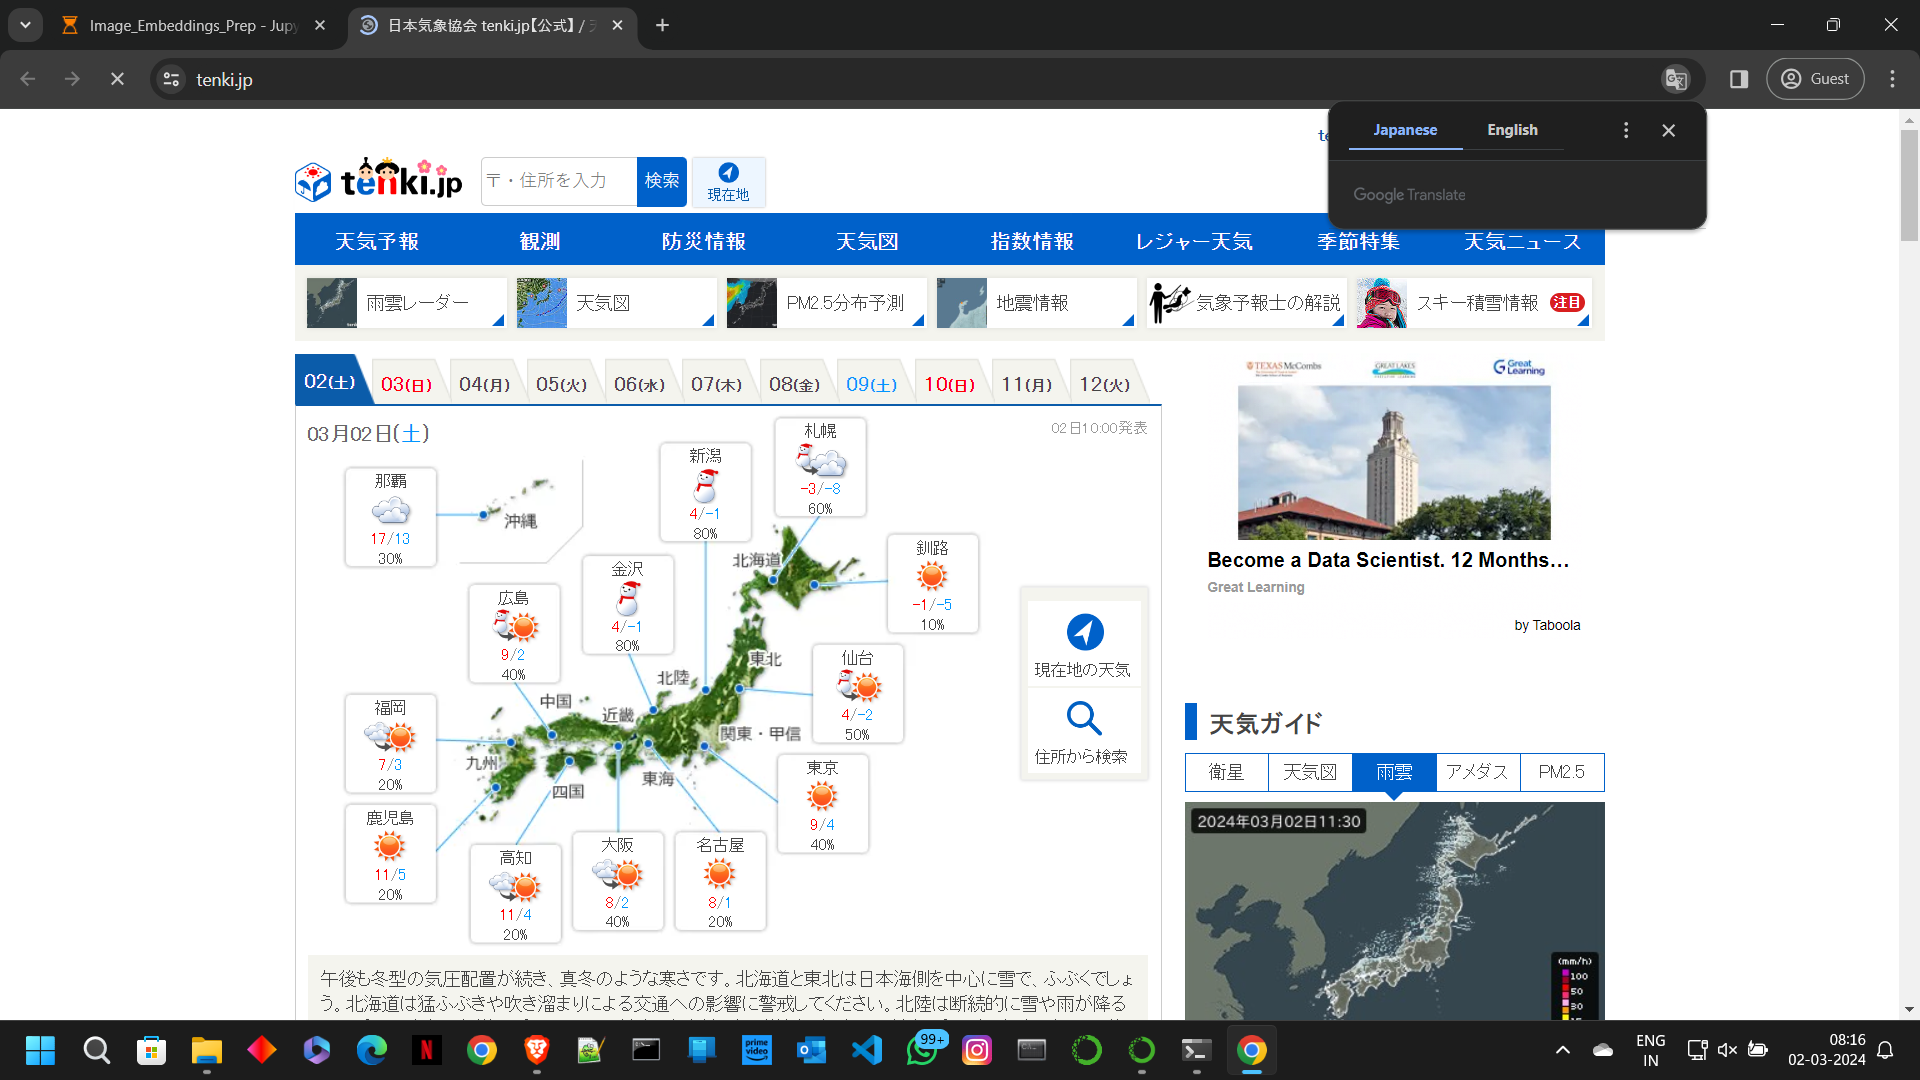 Image_Embeddings_Prep - Jupy
日本気象協会 tenki.jp【公式】 /
tenki.jp
Guest
Japanese
English
Google Translate
te
tenki.jp
〒・住所を入力
検索
現在地
天気予報
観測
防災情報
天気図
指数情報
レジャー天気
季節特集
天気ニュース
雨雲レーダー
天気図
PM2.5分布予測
地震情報
気象予報士の解説
スキー積雪情報
注目
02(土)
03(日)
04(月)
05(火)
06(水)
07(木)
08(金)
09(土)
10(日)
11(月)
12(火)
03月02日(土)
02日10:00発表
札幌
-3/-8
60%
新潟
4/-1
80%
那覇
17/13
30%
沖縄
釧路
-1/-5
10%
北海道
金沢
4/-1
80%
広島
9/2
40%
仙台
4/-2
50%
東北
北陸
中国
近畿
関東・甲信
福岡
7/3
20%
九州
四国
東海
東京
9/4
40%
鹿児島
11/5
20%
高知
11/4
20%
大阪
8/2
40%
名古屋
8/1
20%
現在地の天気
住所から検索
午後も冬型の気圧配置が続き、真冬のような寒さです。北海道と東北は日本海側を中心に雪で、ふぶくでしょ
う。北海道は猛ふぶきや吹き溜まりによる交通への影響に警戒してください。北陸は断続的に雪や雨が降る
TEXAS McCombs
GREAT LAKES
Great Learning
Become a Data Scientist. 12 Months...
Great Learning
by Taboola
天気ガイド
衛星
天気図
雨雲
アメダス
PM2.5
2024年03月02日11:30
(mm/h)
100
50
30
prime video
99+
ENG
IN
08:16
02-03-2024